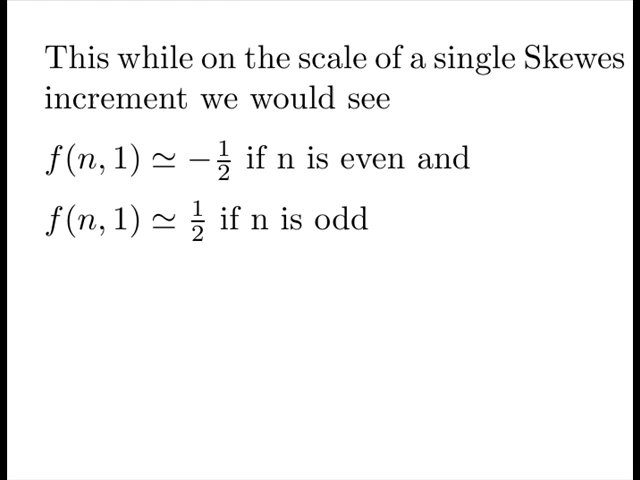 This while on the scale of a single Skewes
increment we would see
f(n, 1) ≃ −1/2 if n is even and
f(n, 1) ≃ 1/2 if n is odd